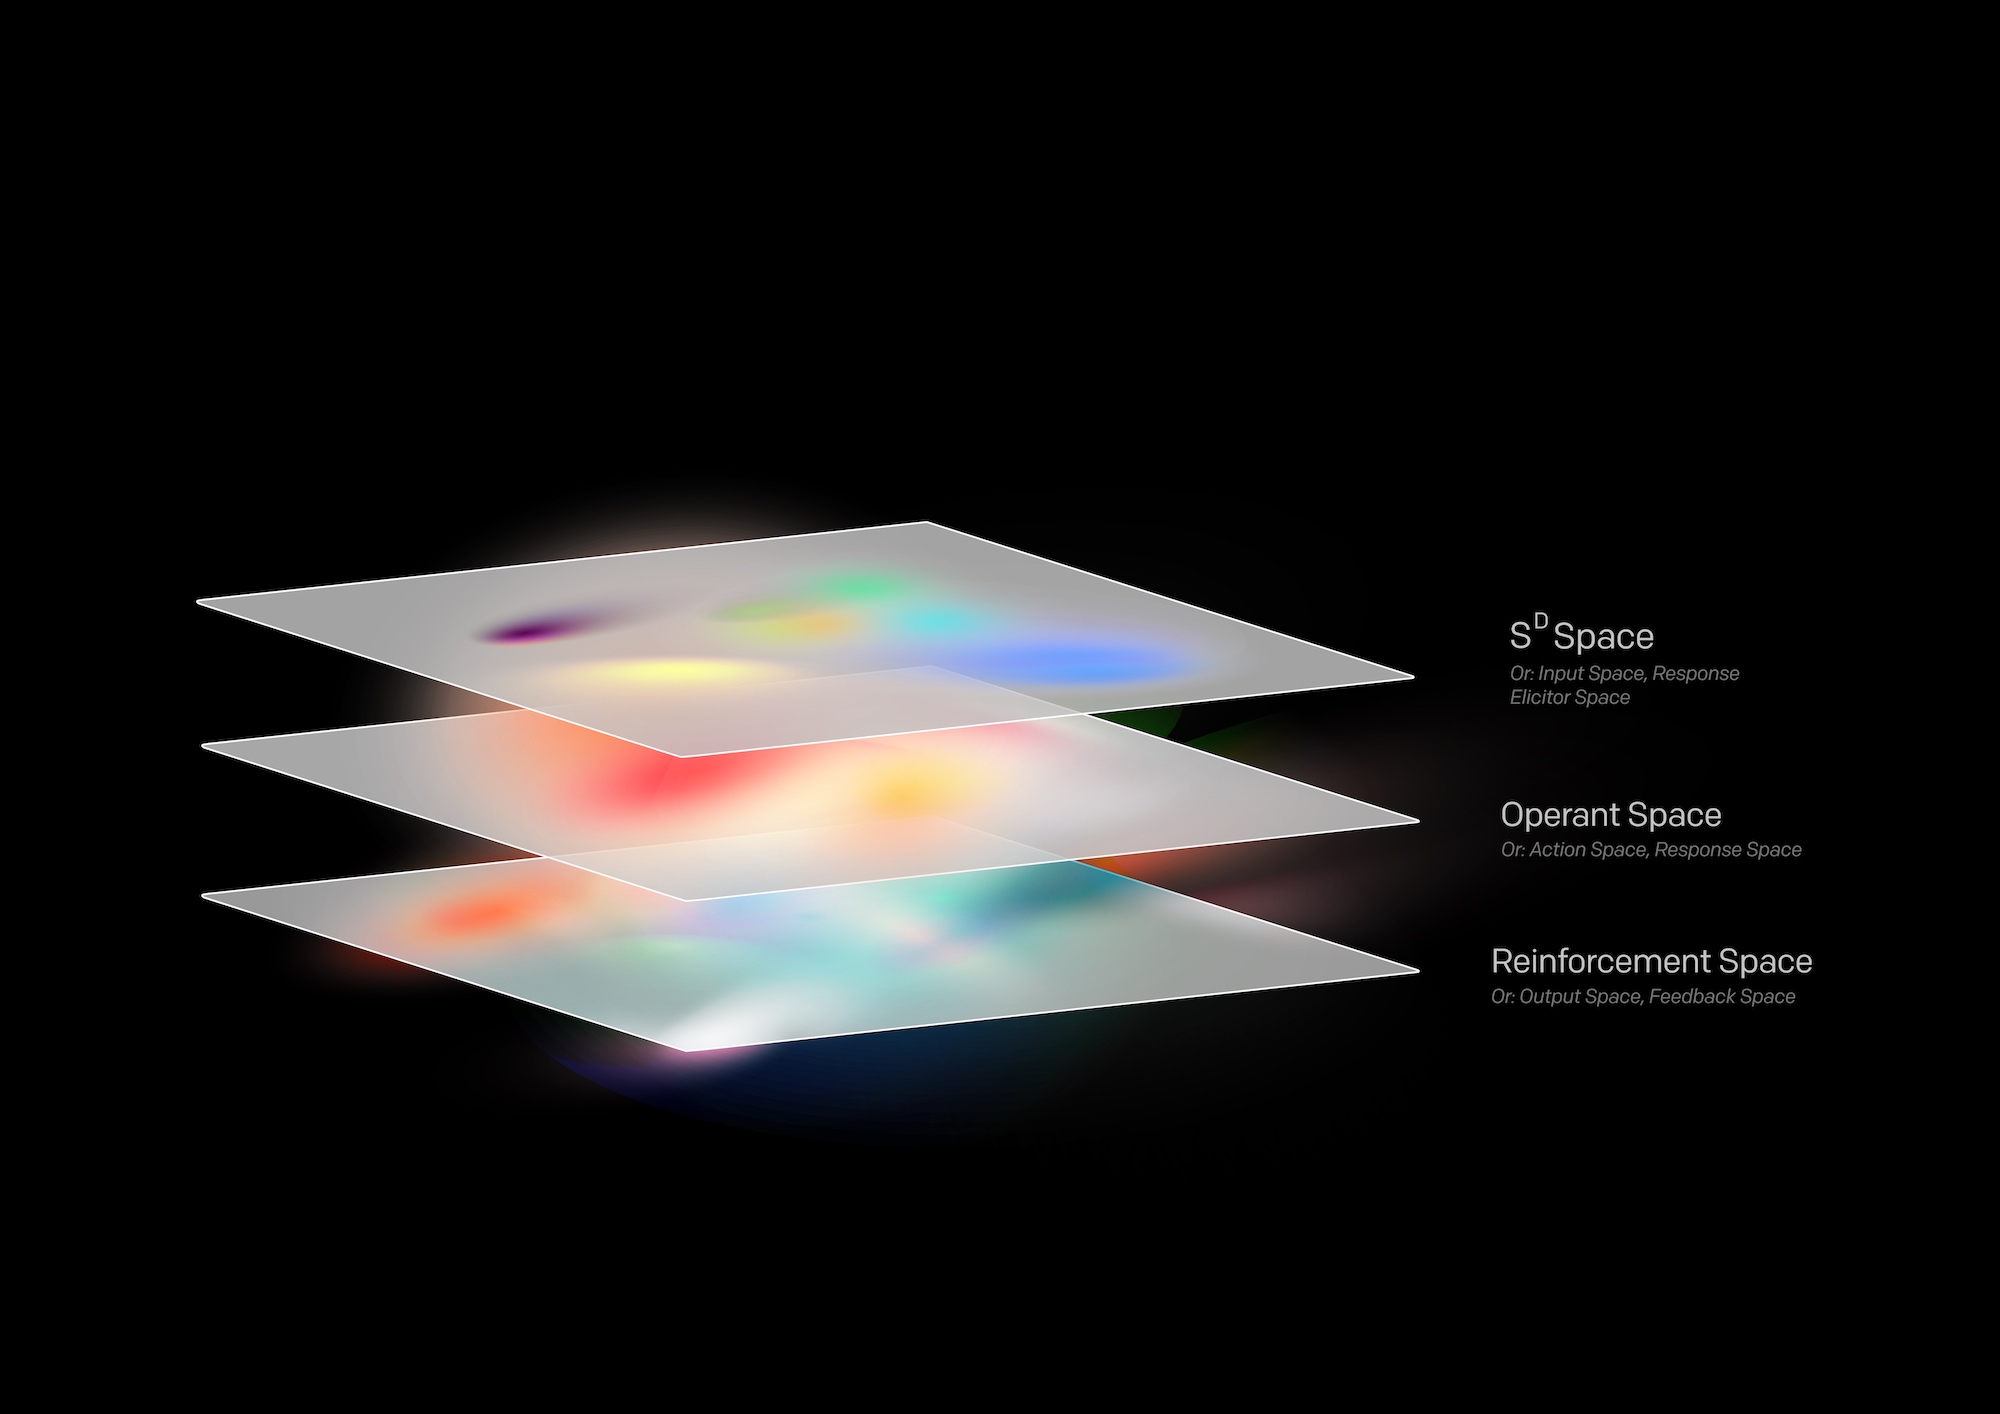 S^D Space
Or: Input Space, Response
Elicitor Space
Operant Space
Or: Action Space, Response Space
Reinforcement Space
Or: Output Space, Feedback Space